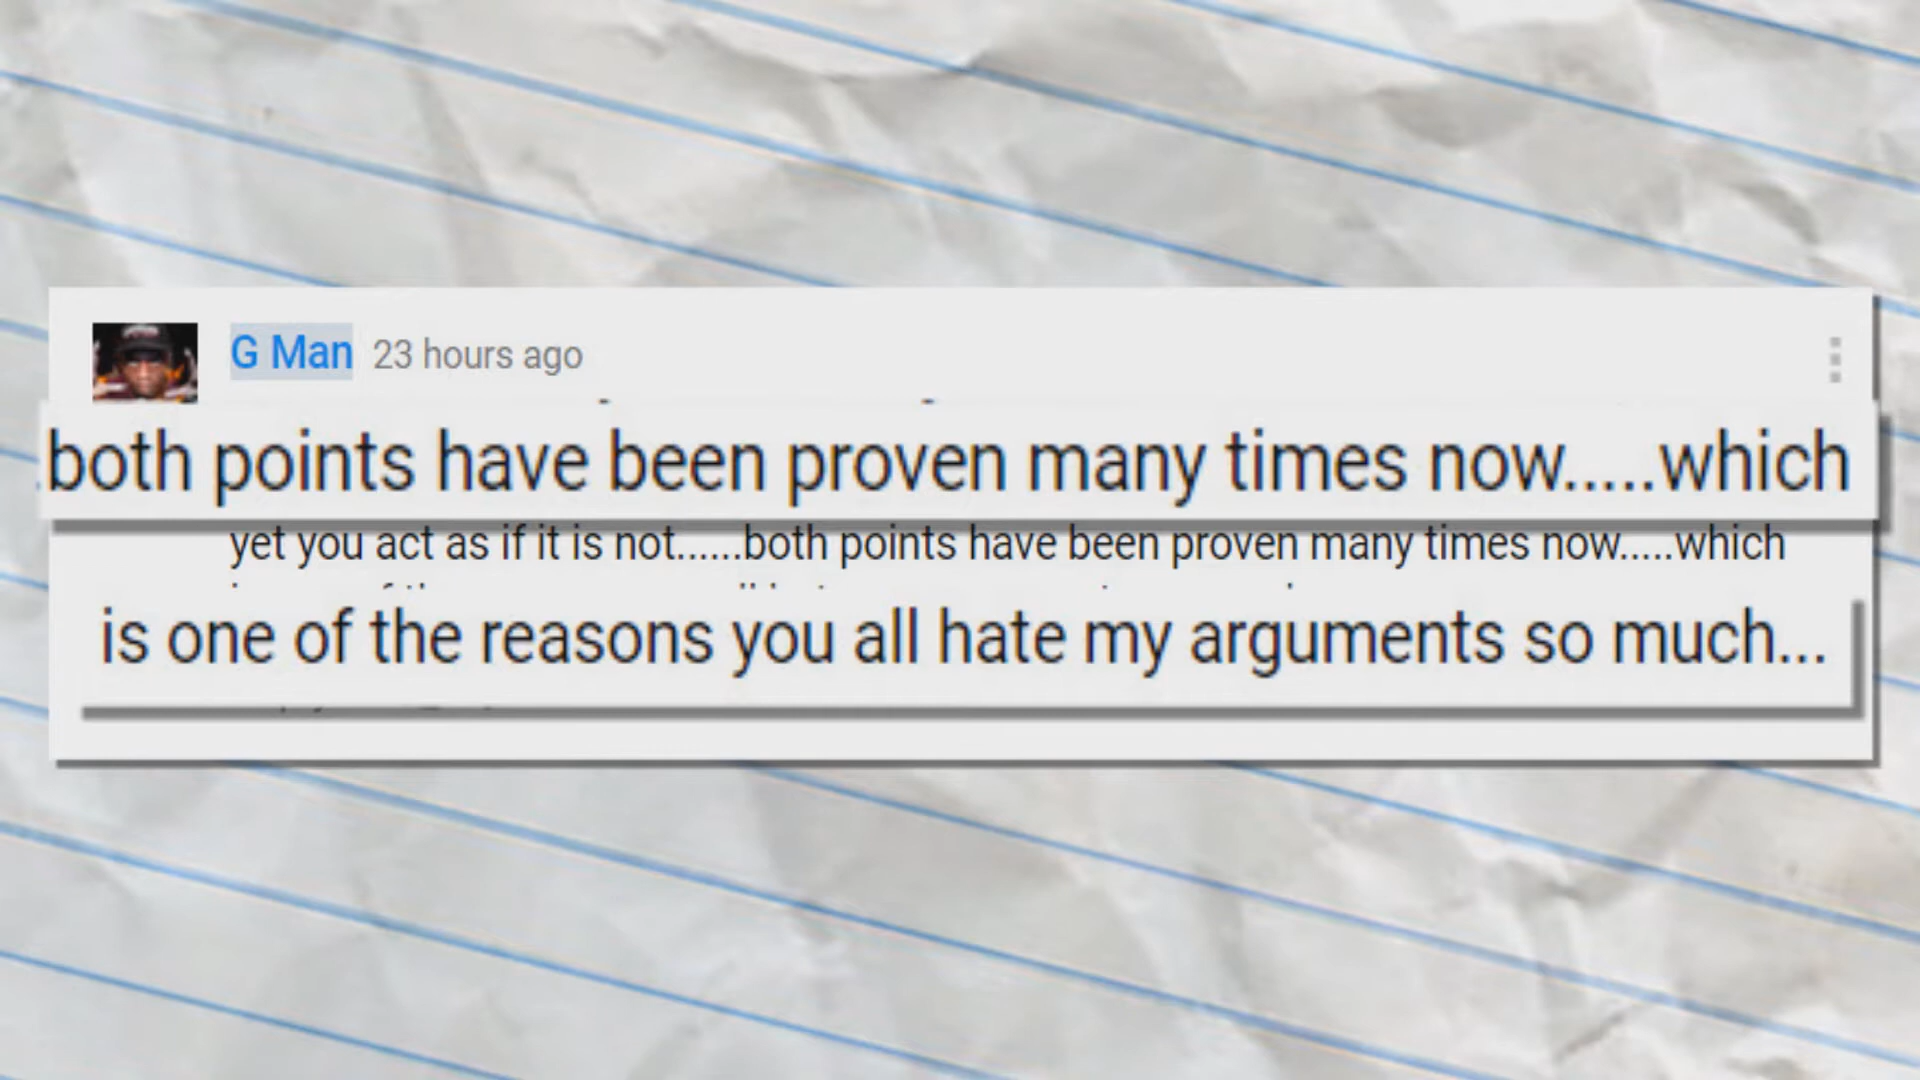 G Man 23 hours ago
both points have been proven many times now.....which
yet you act as if it is not......both points have been proven many times now.....which
is one of the reasons you all hate my arguments so much...